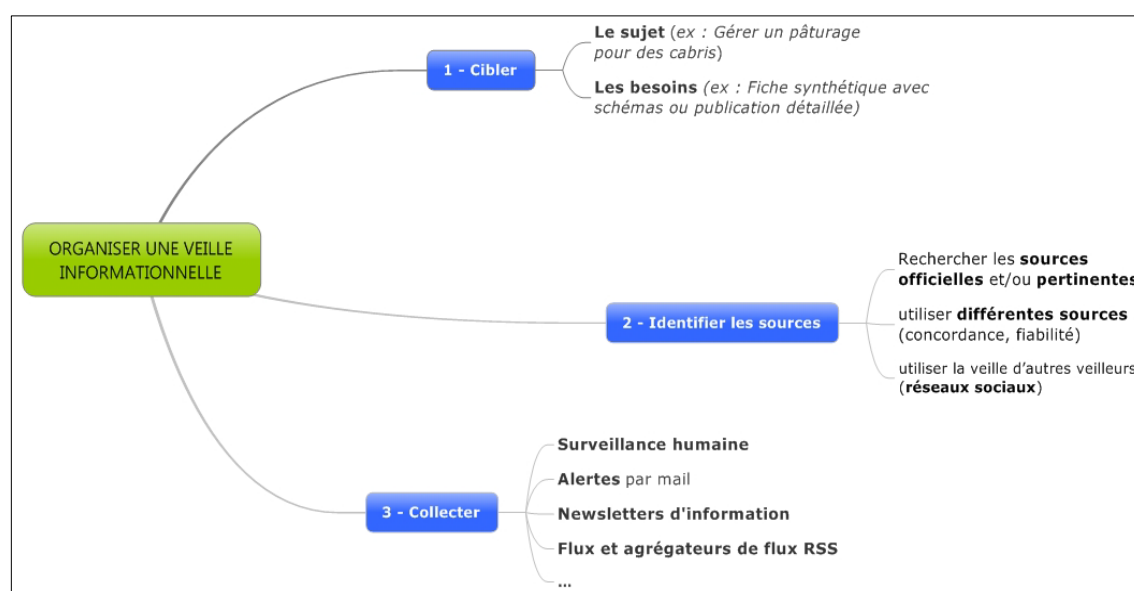 ORGANISER UNE VEILLE
INFORMATIONNELLE
1 - Cibler
Le sujet (ex : Gérer un pâturage
pour des cabris)
Les besoins (ex : Fiche synthétique avec
schémas ou publication détaillée)
2 - Identifier les sources
Rechercher les sources
officielles et/ou pertinentes
utiliser différentes sources
(concordance, fiabilité)
utiliser la veille d'autres veilleurs
(réseaux sociaux)
3 - Collecter
Surveillance humaine
Alertes par mail
Newsletters d'information
Flux et agrégateurs de flux RSS
...